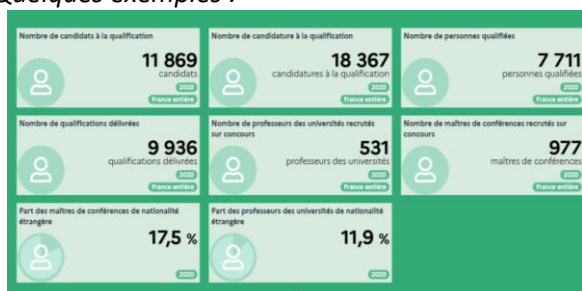 Quelques exemples :
Nombre de candidats à la qualification
11 869
candidats
2020
France entière
Nombre de candidature à la qualification
18 367
candidatures à la qualification
2020
France entière
Nombre de personnes qualifiées
7 711
personnes qualifiées
2020
France entière
Nombre de qualifications délivrées
9 936
qualifications délivrées
2020
France entière
Nombre de professeurs des universités recrutés
sur concours
531
professeurs des universités
2020
France entière
Nombre de maîtres de conférences recrutés sur
concours
977
maîtres de conférences
2020
France entière
Part des maîtres de conférences de nationalité
étrangère
17,5 %
2020
Part des professeurs des universités de nationalité
étrangère
11,9 %
2020